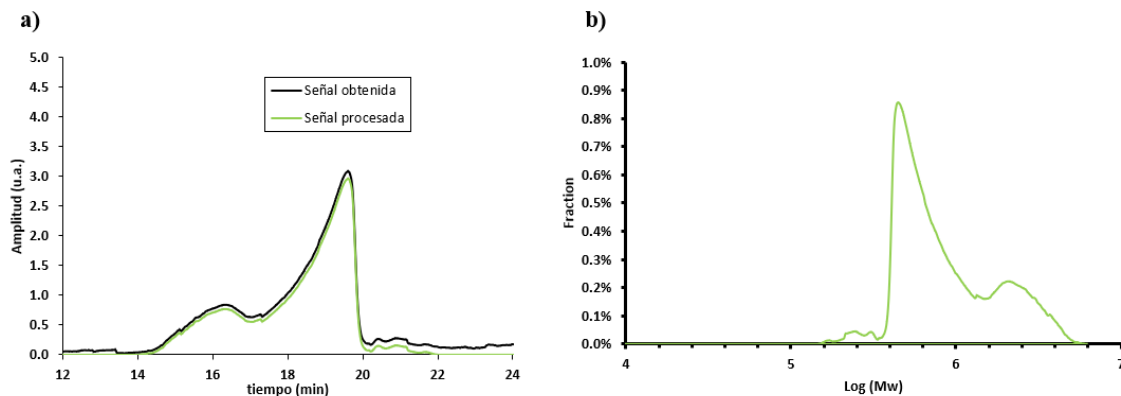 a)
5.0
4.5
4.0
3.5
3.0
2.5
2.0
1.5
1.0
0.5
0.0
Amplitud (u.a.)
Señal obtenida
Señal procesada
12 14 16 18 20 22 24
tiempo (min)
b)
1.0%
0.9%
0.8%
0.7%
0.6%
0.5%
0.4%
0.3%
0.2%
0.1%
0.0%
Fraction
4 5 6 7
Log (Mw)